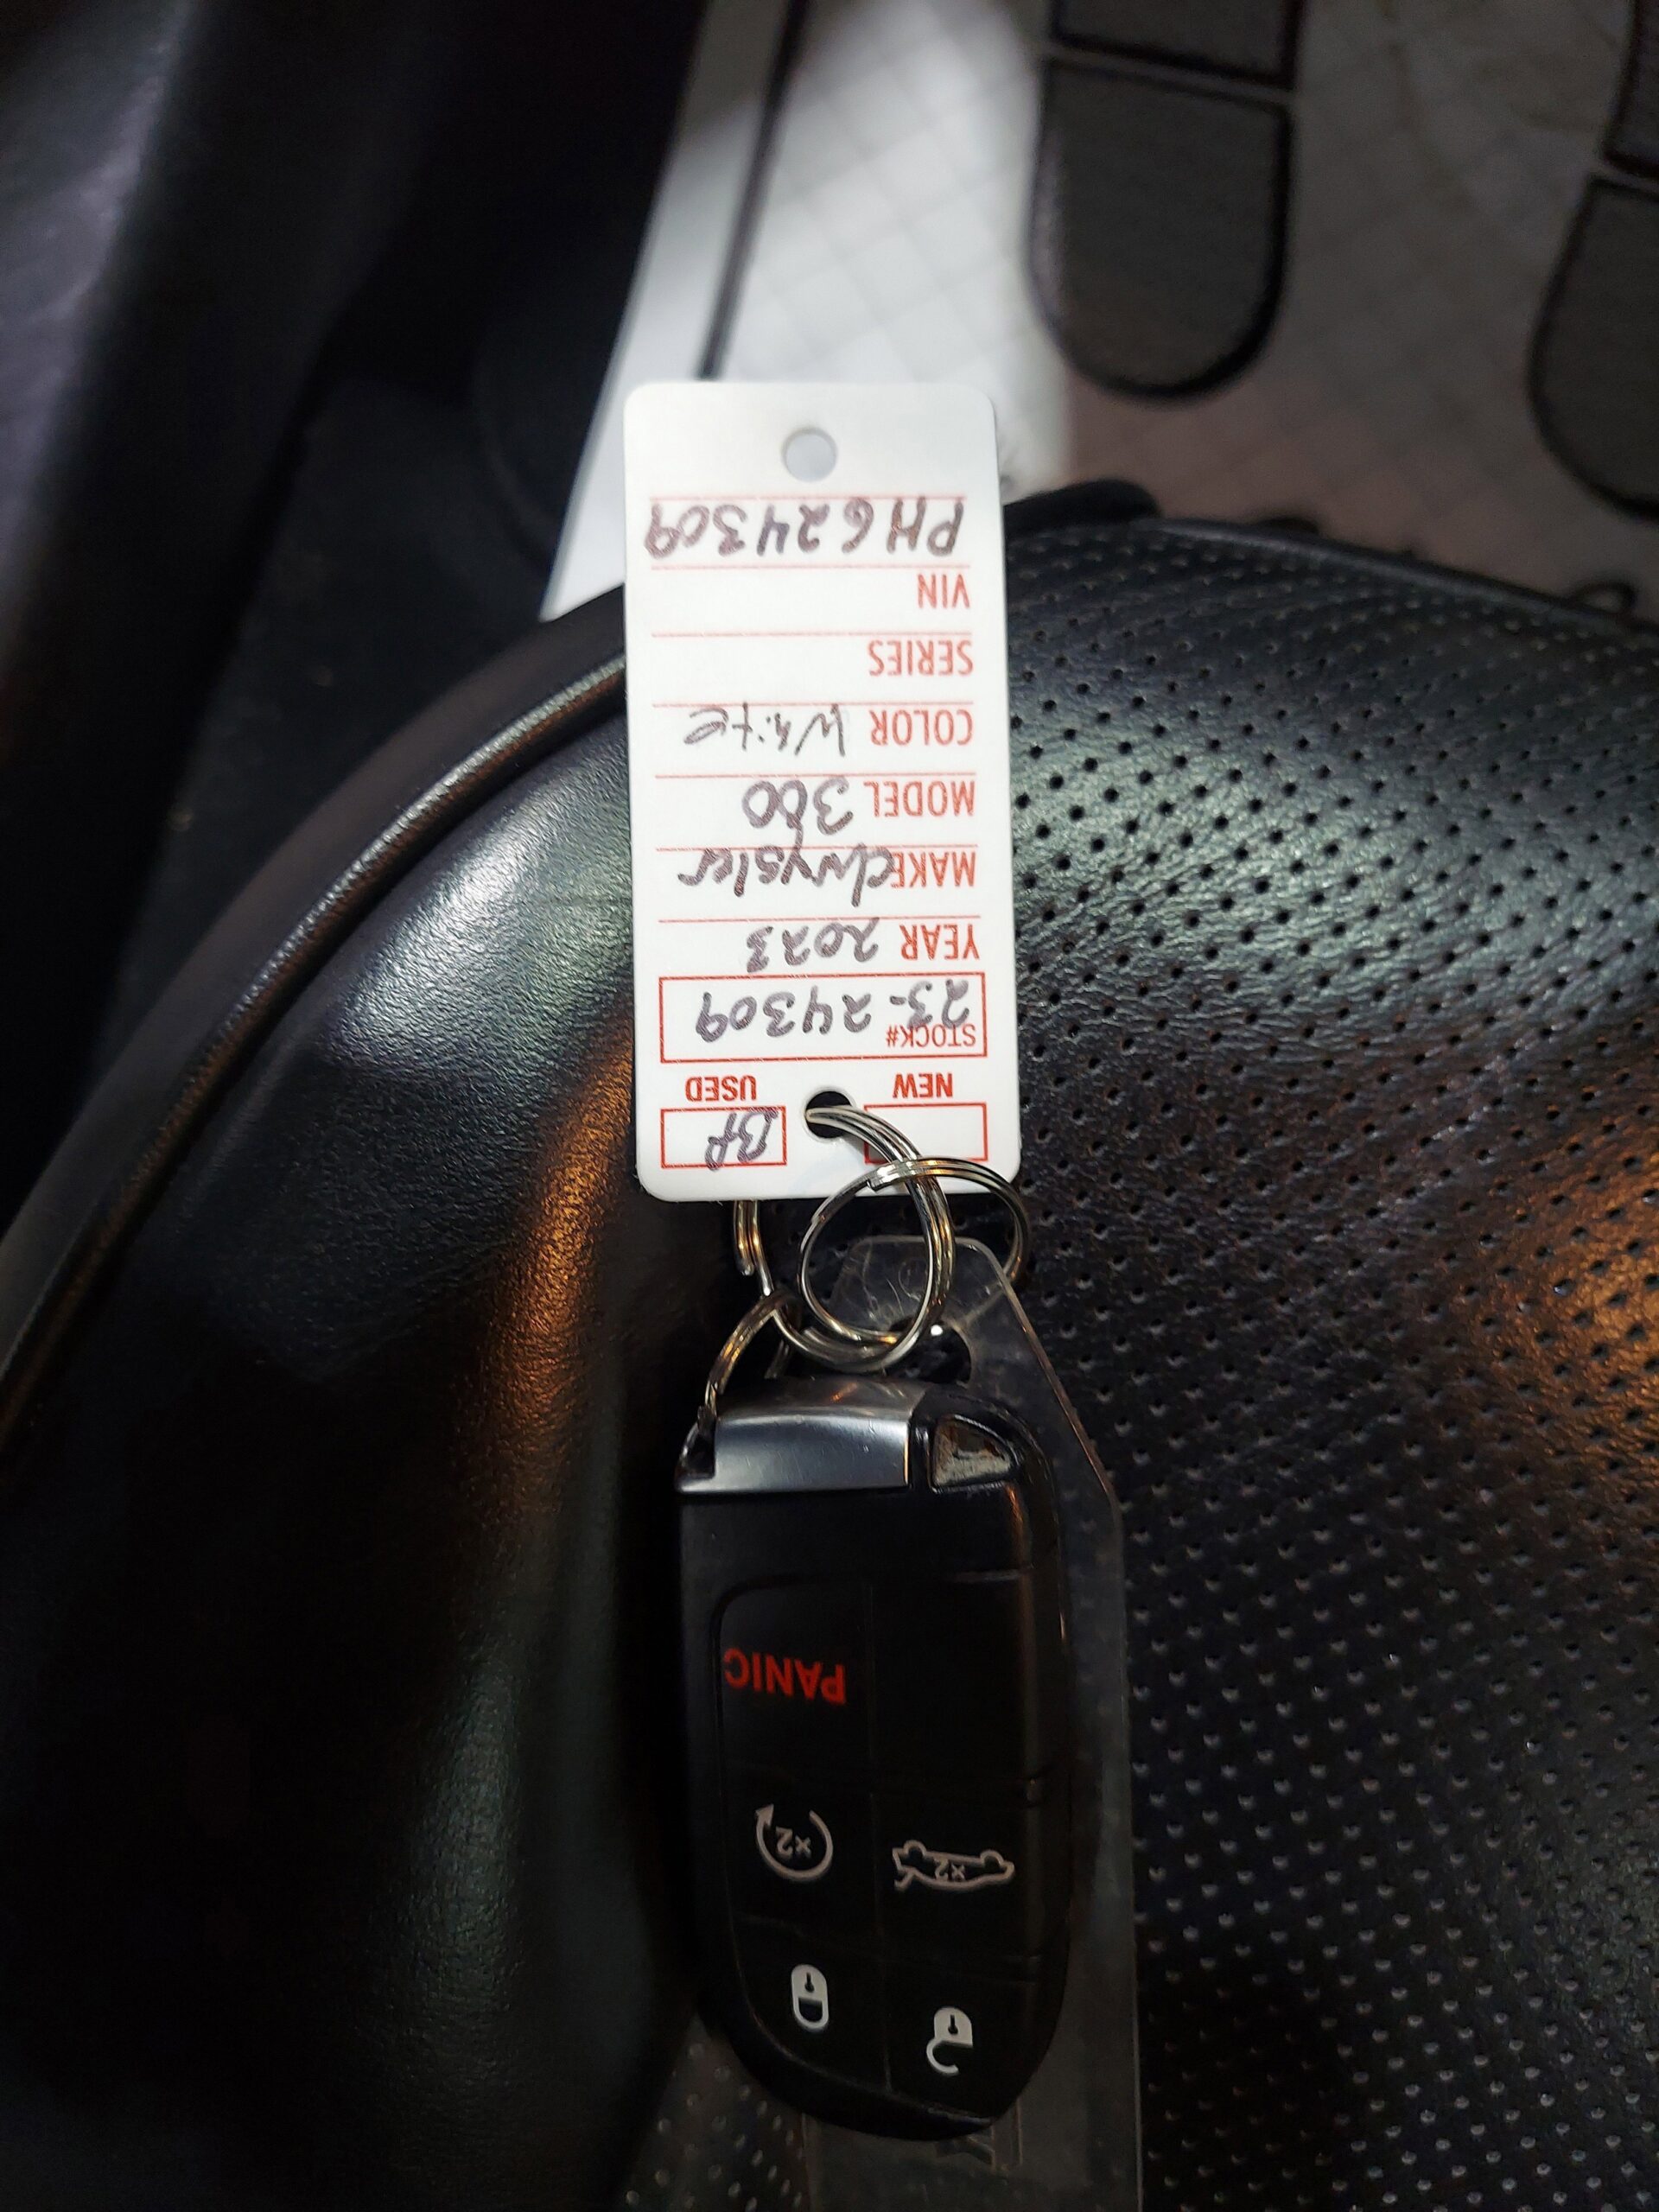 BP
NEW USED
STOCK#
23-24309
YEAR 2023
MAKE Chrysler
MODEL 300
COLOR White
SERIES
VIN
PH624309
PANIC
x2 x2